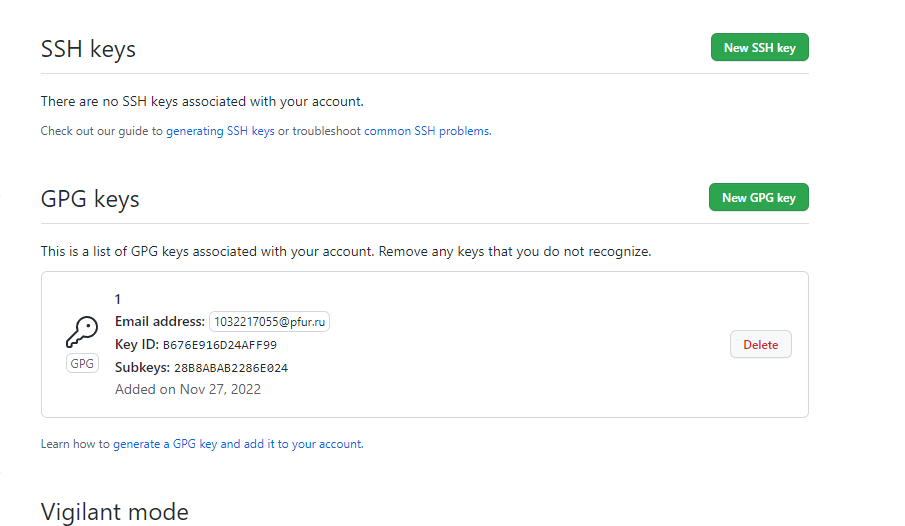 SSH keys
New SSH key
There are no SSH keys associated with your account.
Check out our guide to generating SSH keys or troubleshoot common SSH problems.
GPG keys
New GPG key
This is a list of GPG keys associated with your account. Remove any keys that you do not recognize.
1
Email address: 1032217055@pfur.ru
Key ID: B676E916D24AFF99
GPG
Subkeys: 28B8ABAB2286E024
Added on Nov 27, 2022
Delete
Learn how to generate a GPG key and add it to your account.
Vigilant mode